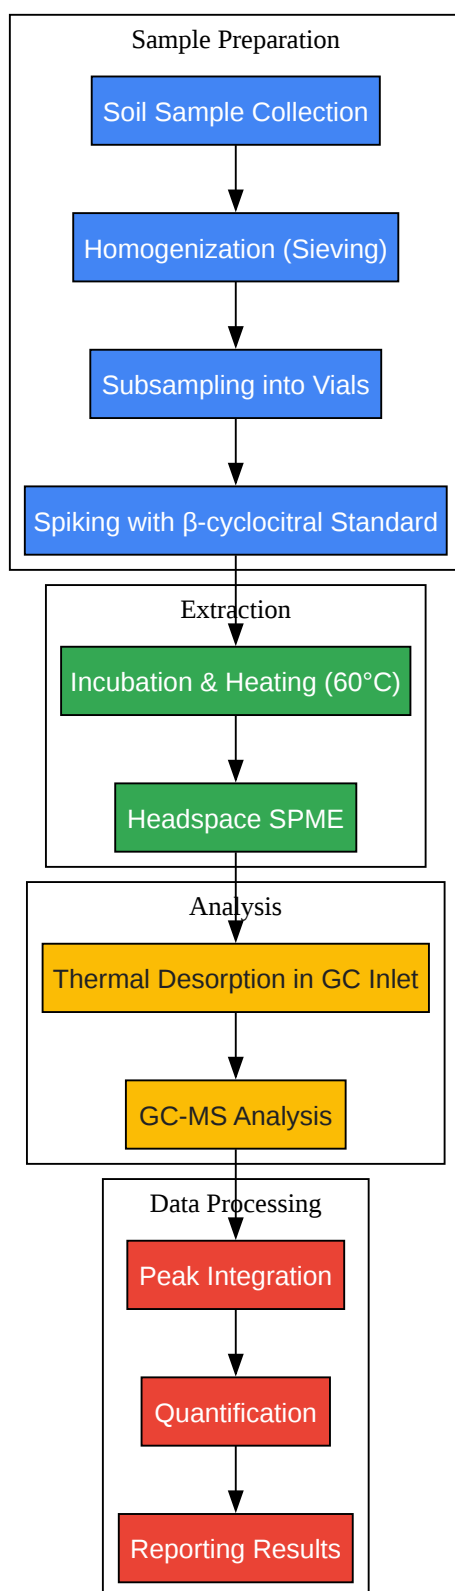 Sample Preparation
Soil Sample Collection
Homogenization (Sieving)
Subsampling into Vials
Spiking with β-cyclocitral Standard
Extraction
Incubation & Heating (60°C)
Headspace SPME
Analysis
Thermal Desorption in GC Inlet
GC-MS Analysis
Data Processing
Peak Integration
Quantification
Reporting Results